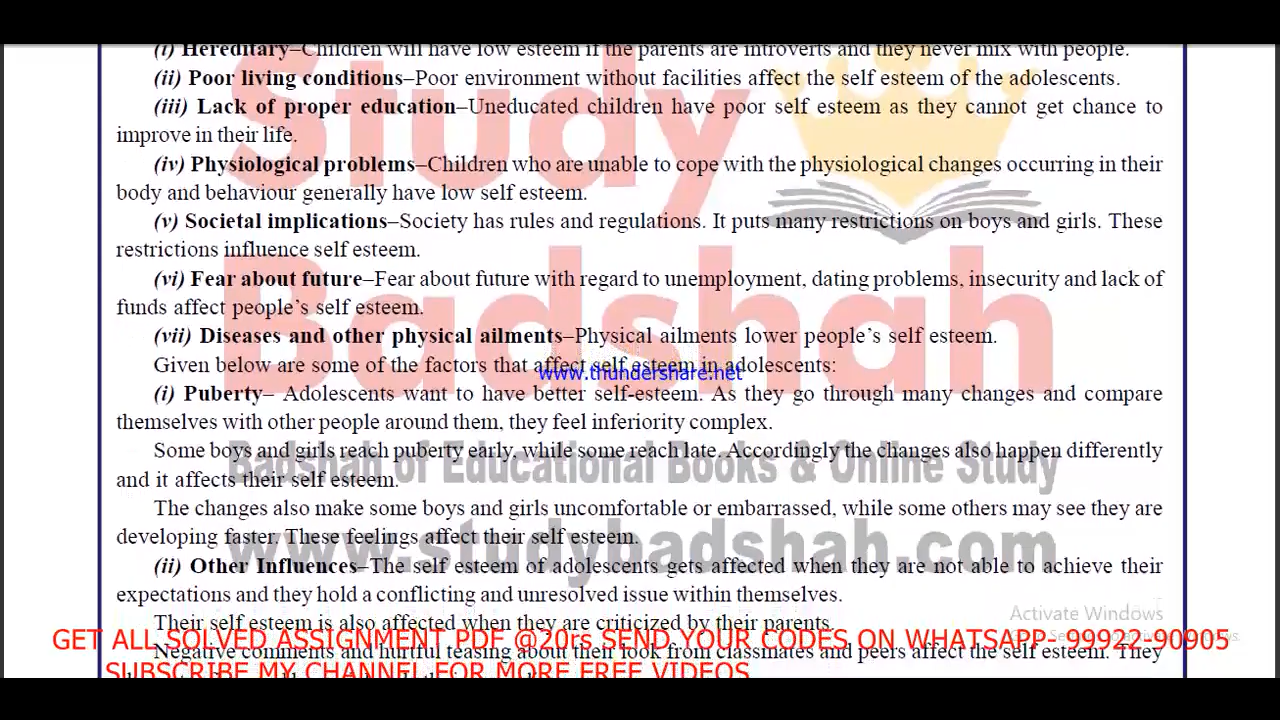 (i) Hereditary–Children will have low esteem if the parents are introverts and they never mix with people.
(ii) Poor living conditions–Poor environment without facilities affect the self esteem of the adolescents.
(iii) Lack of proper education–Uneducated children have poor self esteem as they cannot get chance to
improve in their life.
(iv) Physiological problems–Children who are unable to cope with the physiological changes occurring in their
body and behaviour generally have low self esteem.
(v) Societal implications–Society has rules and regulations. It puts many restrictions on boys and girls. These
restrictions influence self esteem.
(vi) Fear about future–Fear about future with regard to unemployment, dating problems, insecurity and lack of
funds affect people's self esteem.
(vii) Diseases and other physical ailments–Physical ailments lower people's self esteem.
Given below are some of the factors that affect self esteem in adolescents:
www.thundershare.net
(i) Puberty– Adolescents want to have better self-esteem. As they go through many changes and compare
themselves with other people around them, they feel inferiority complex.
Some boys and girls reach puberty early, while some reach late. Accordingly the changes also happen differently
and it affects their self esteem.
The changes also make some boys and girls uncomfortable or embarrassed, while some others may see they are
developing faster. These feelings affect their self esteem.
(ii) Other Influences–The self esteem of adolescents gets affected when they are not able to achieve their
expectations and they hold a conflicting and unresolved issue within themselves.
Their self esteem is also affected when they are criticized by their parents.
Negative comments and hurtful teasing about their look from classmates and peers affect the self esteem. They
Study
Badshah
Badshah of Educational Books & Online Study
www.studybadshah.com
Activate Windows
GET ALL SOLVED ASSIGNMENT PDF @20rs SEND YOUR CODES ON WHATSAPP -99922-90905
SUBSCRIBE MY CHANNEL FOR MORE FREE VIDEOS